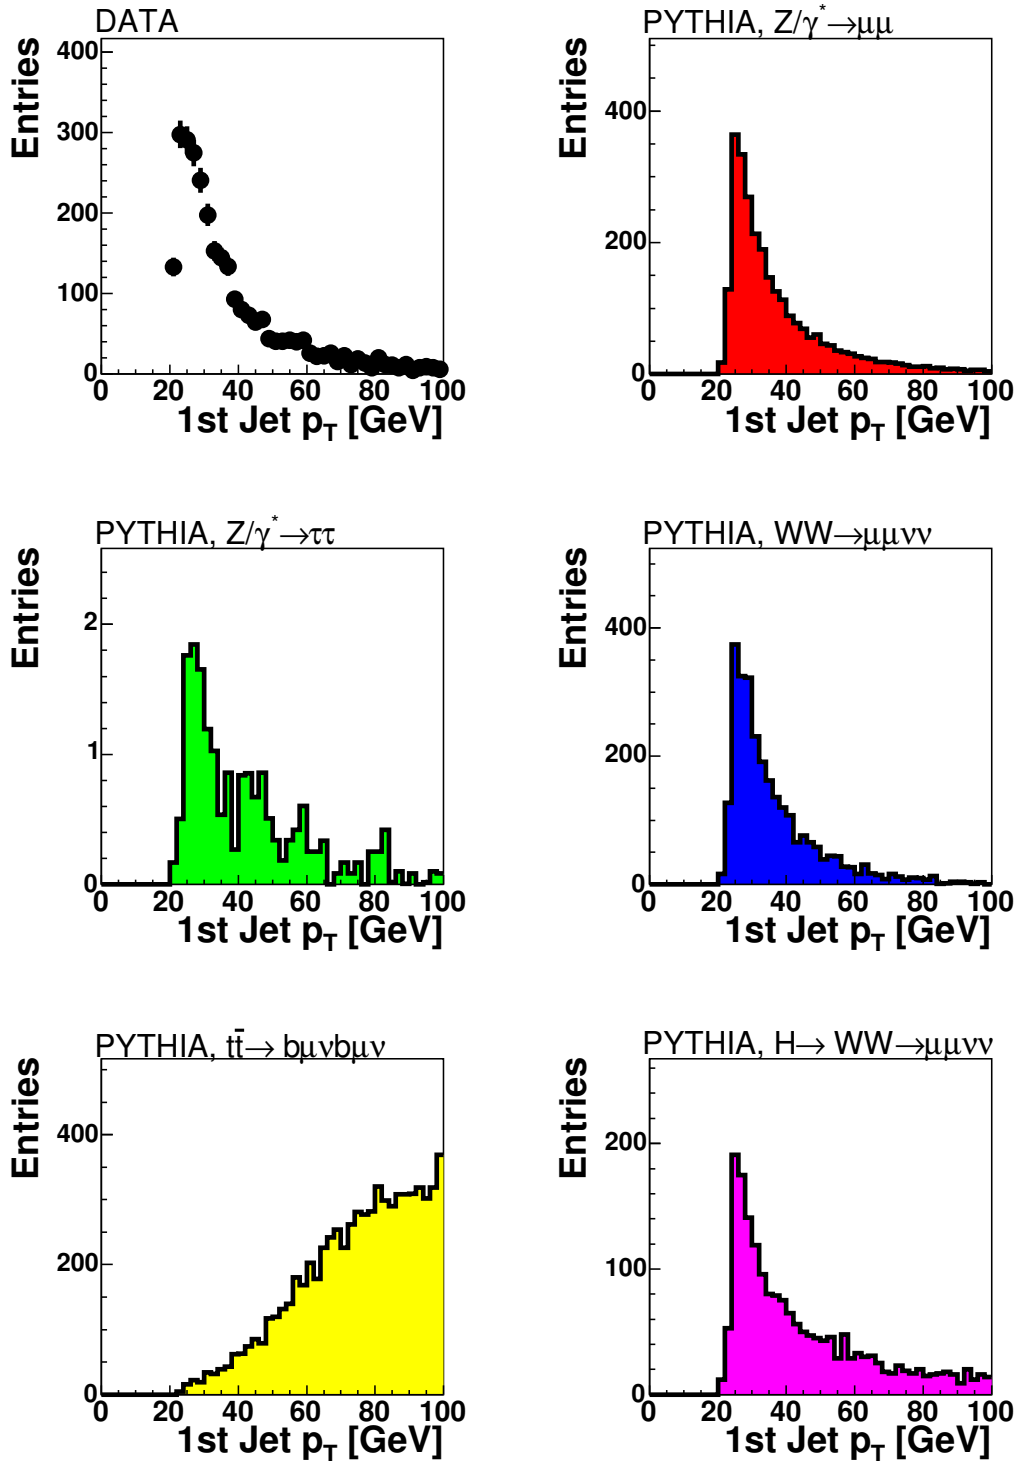 DATA
Entries
400
300
200
100
0
0 20 40 60 80 100
1st Jet p_T [GeV]
PYTHIA, Z/γ*→μμ
Entries
400
200
0
0 20 40 60 80 100
1st Jet p_T [GeV]
PYTHIA, Z/γ*→ττ
Entries
2
1
0
0 20 40 60 80 100
1st Jet p_T [GeV]
PYTHIA, WW→μμνν
Entries
400
200
0
0 20 40 60 80 100
1st Jet p_T [GeV]
PYTHIA, tt̄→ bμνbμν
Entries
400
200
0
0 20 40 60 80 100
1st Jet p_T [GeV]
PYTHIA, H→ WW→μμνν
Entries
200
100
0
0 20 40 60 80 100
1st Jet p_T [GeV]